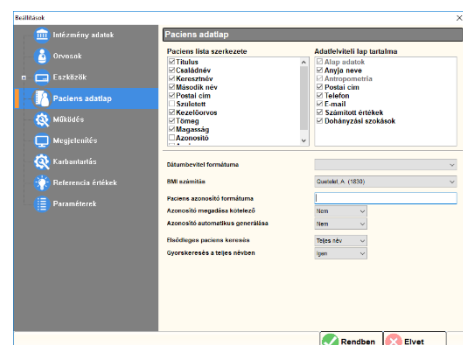 Beállítások
Intézmény adatok
Orvosok
Eszközök
Paciens adatlap
Működés
Megjelenítés
Karbantartás
Referencia értékek
Paraméterek
Paciens adatlap
Paciens lista szerkezete
Titulus
Családnév
Keresztnév
Második név
Postai cím
Született
Kezelőorvos
Tömeg
Magasság
Azonosító
Adatfelviteli lap tartalma
Alap adatok
Anyja neve
Antropometria
Postai cím
Telefon
E-mail
Számított értékek
Dohányzási szokások
Dátumbevitel formátuma
BMI számítás
Quetelet, A. (1830)
Paciens azonosító formátuma
Azonosító megadása kötelező
Nem
Azonosító automatikus generálása
Nem
Elsődleges paciens keresés
Teljes név
Gyorskeresés a teljes névben
Igen
Rendben
Elvet